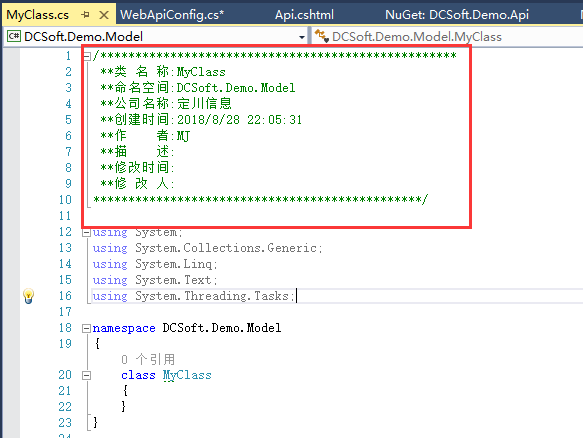 MyClass.cs WebApiConfig.cs* Api.cshtml NuGet: DCSoft.Demo.Api
C# DCSoft.Demo.Model DCSoft.Demo.Model.MyClass
1 /***************************************************
2 **类 名 称:MyClass
3 **命名空间:DCSoft.Demo.Model
4 **公司名称:定川信息
5 **创建时间:2018/8/28 22:05:31
6 **作    者:MJ
7 **描    述:
8 **修改时间:
9 **修 改 人:
10 ***********************************************/
11
12 using System;
13 using System.Collections.Generic;
14 using System.Linq;
15 using System.Text;
16 using System.Threading.Tasks;
17
18 namespace DCSoft.Demo.Model
19 {
0 个引用
20 class MyClass
21 {
22 }
23 }
24